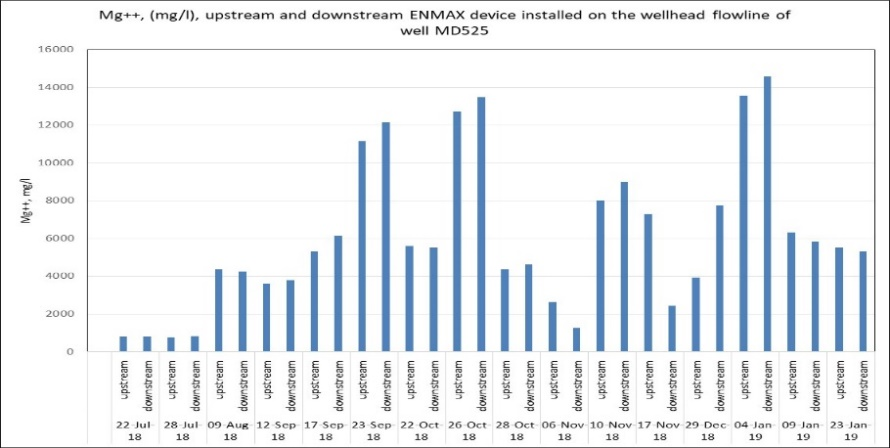 Mg++, (mg/l), upstream and downstream ENMAX device installed on the wellhead flowline of
well MD525
16000
14000
12000
10000
8000
6000
4000
2000
0
Mg++, mg/l
upstream downstream upstream downstream upstream downstream upstream downstream upstream downstream upstream downstream upstream downstream upstream downstream upstream downstream upstream downstream upstream downstream upstream downstream upstream downstream upstream downstream upstream downstream upstream downstream
22-Jul- 28-Jul- 09-Aug- 12-Sep- 17-Sep- 23-Sep- 22-Oct- 26-Oct- 28-Oct- 06-Nov- 10-Nov- 17-Nov- 29-Dec- 04-Jan- 09-Jan- 23-Jan-
18 18 18 18 18 18 18 18 18 18 18 18 18 19 19 19